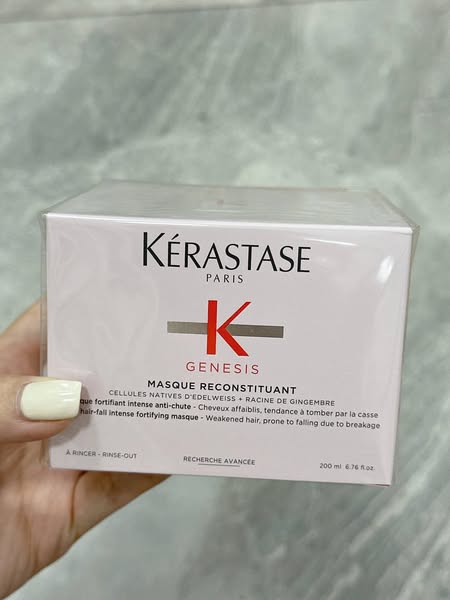 KÉRASTASE
PARIS
K
GENESIS
MASQUE RECONSTITUANT
CELLULES NATIVES D'EDELWEISS + RACINE DE GINGEMBRE
fortifiant intense anti-chute - Cheveux affaiblis, tendance à tomber par la casse
hair-fall intense fortifying masque - Weakened hair, prone to falling due to breakage
À RINCER - RINSE-OUT
RECHERCHE AVANCÉE
200 ml 6.76 fl.oz.